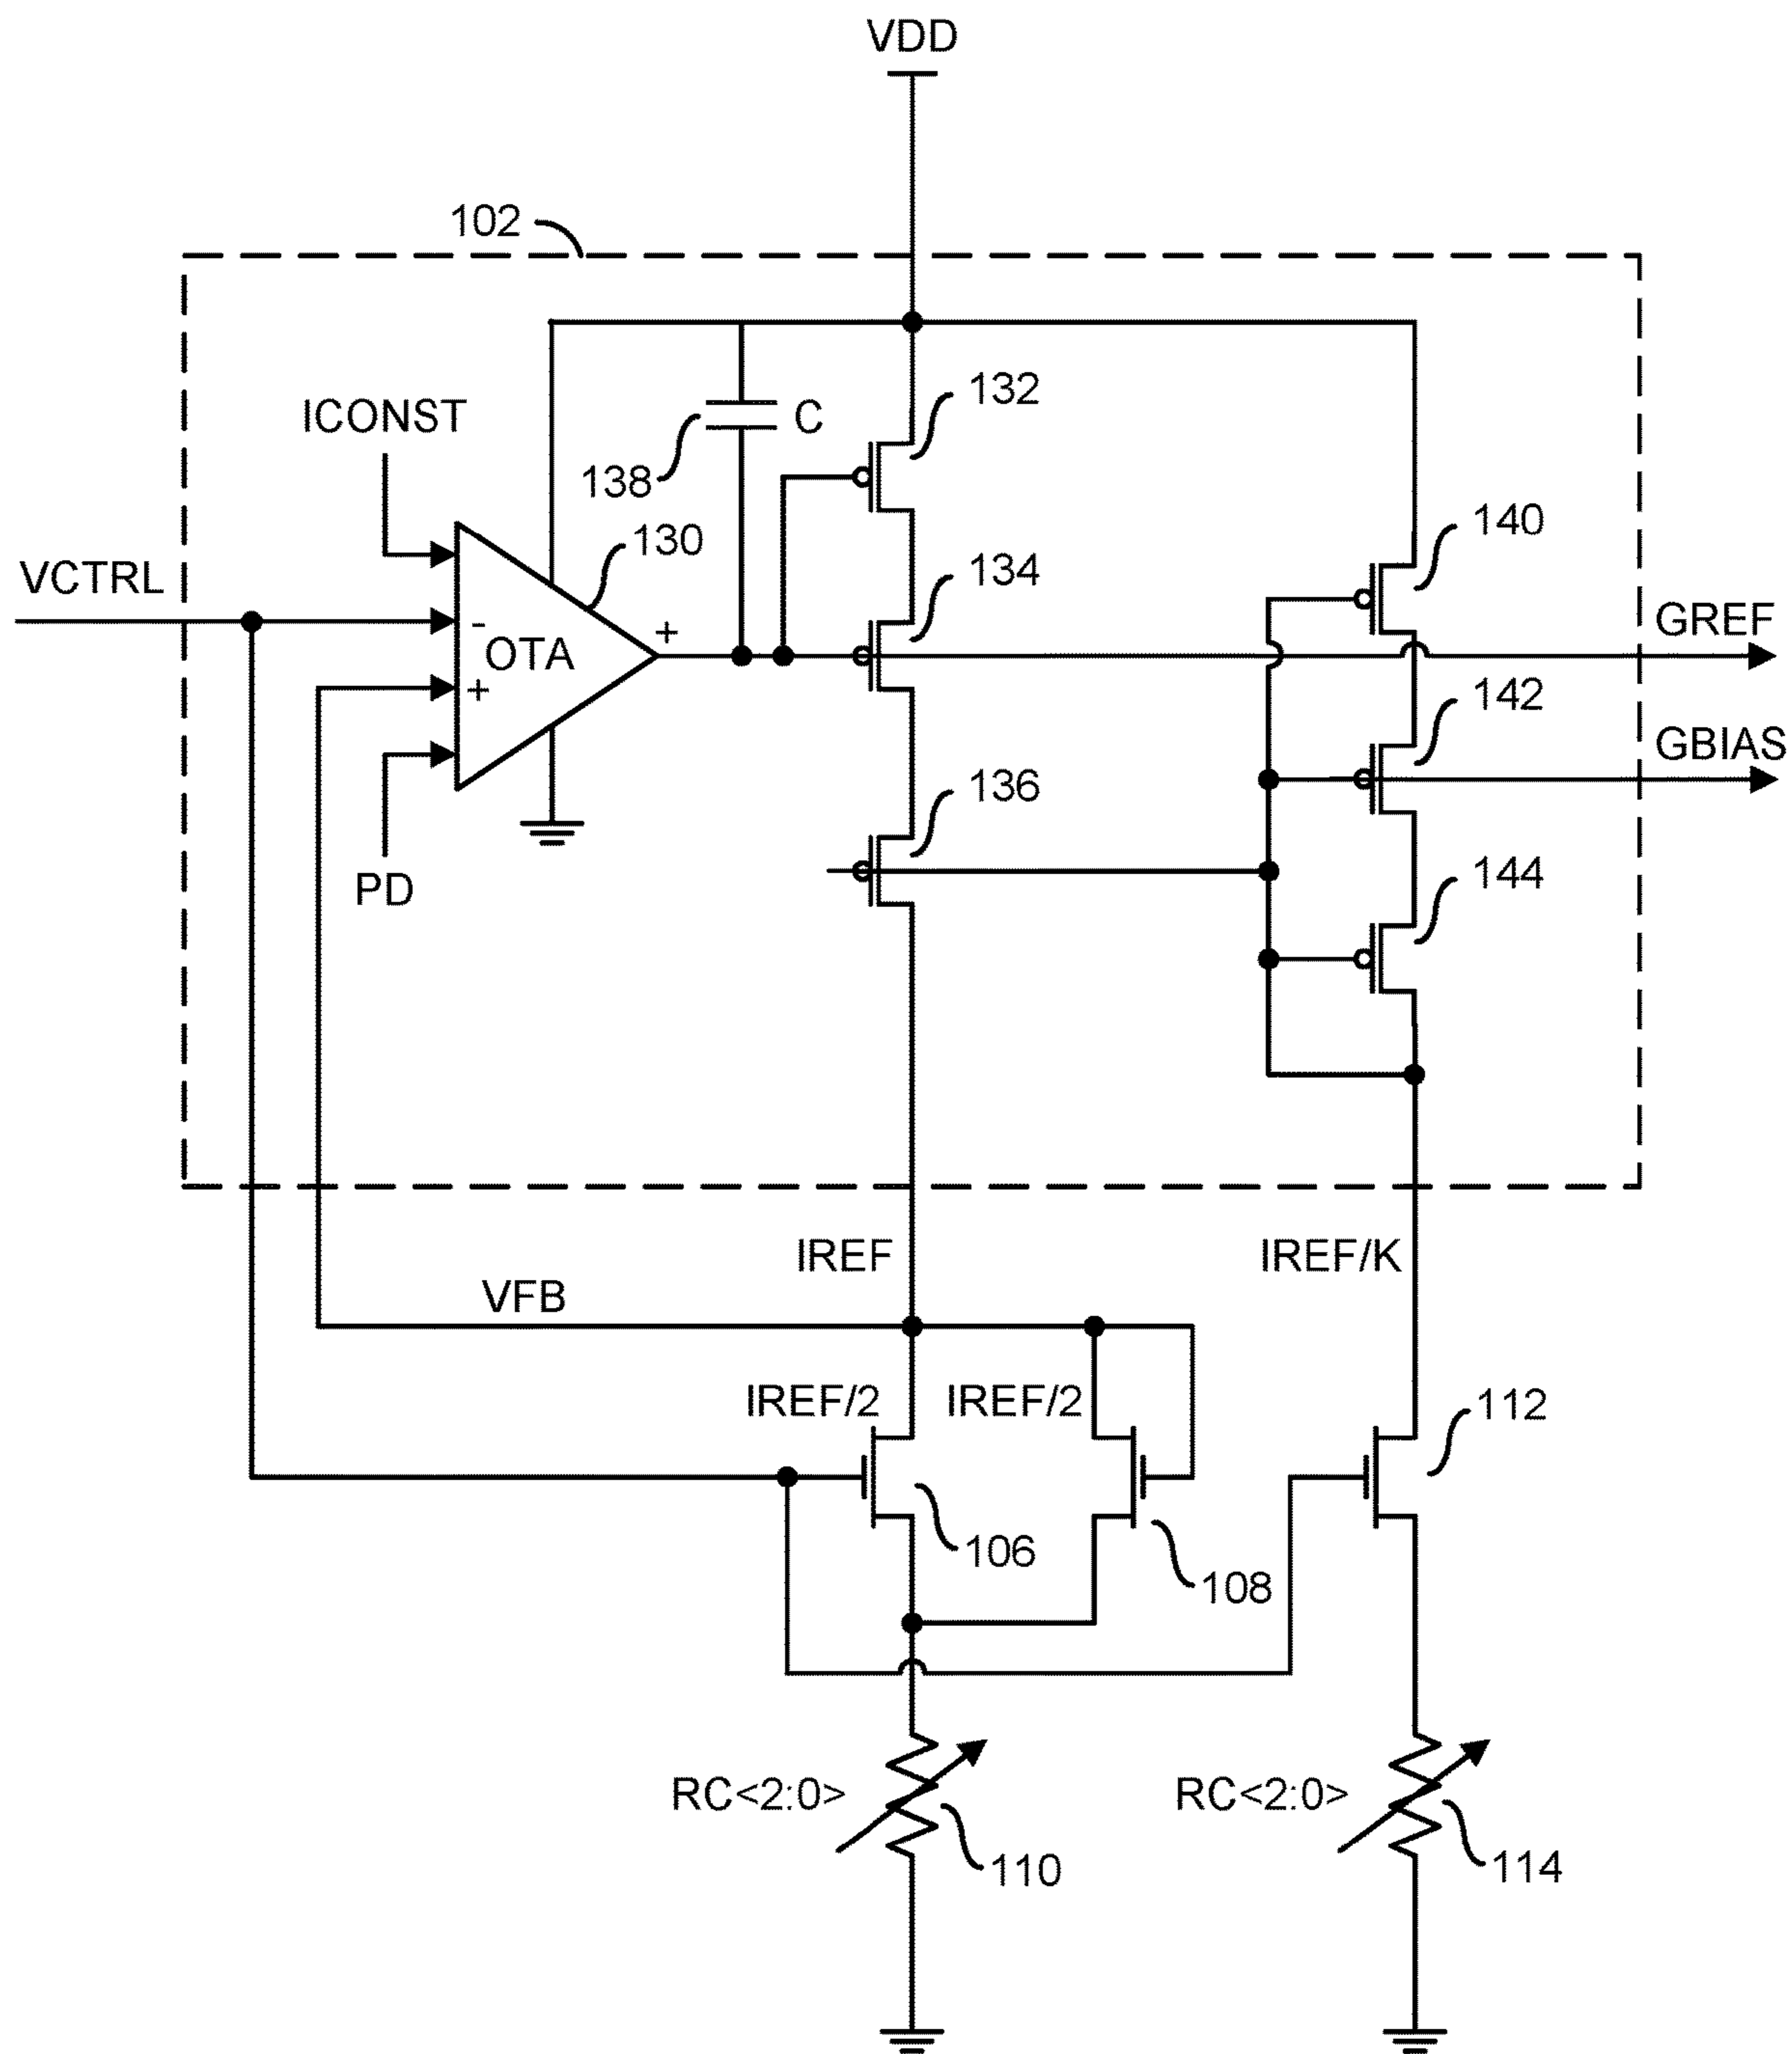 VDD
102
132
ICONST
C
138
140
130
134
VCTRL
GREF
-
+
OTA
+
142
GBIAS
136
PD
144
IREF
IREF/K
VFB
IREF/2
IREF/2
112
106
108
RC<2:0>
RC<2:0>
110
114